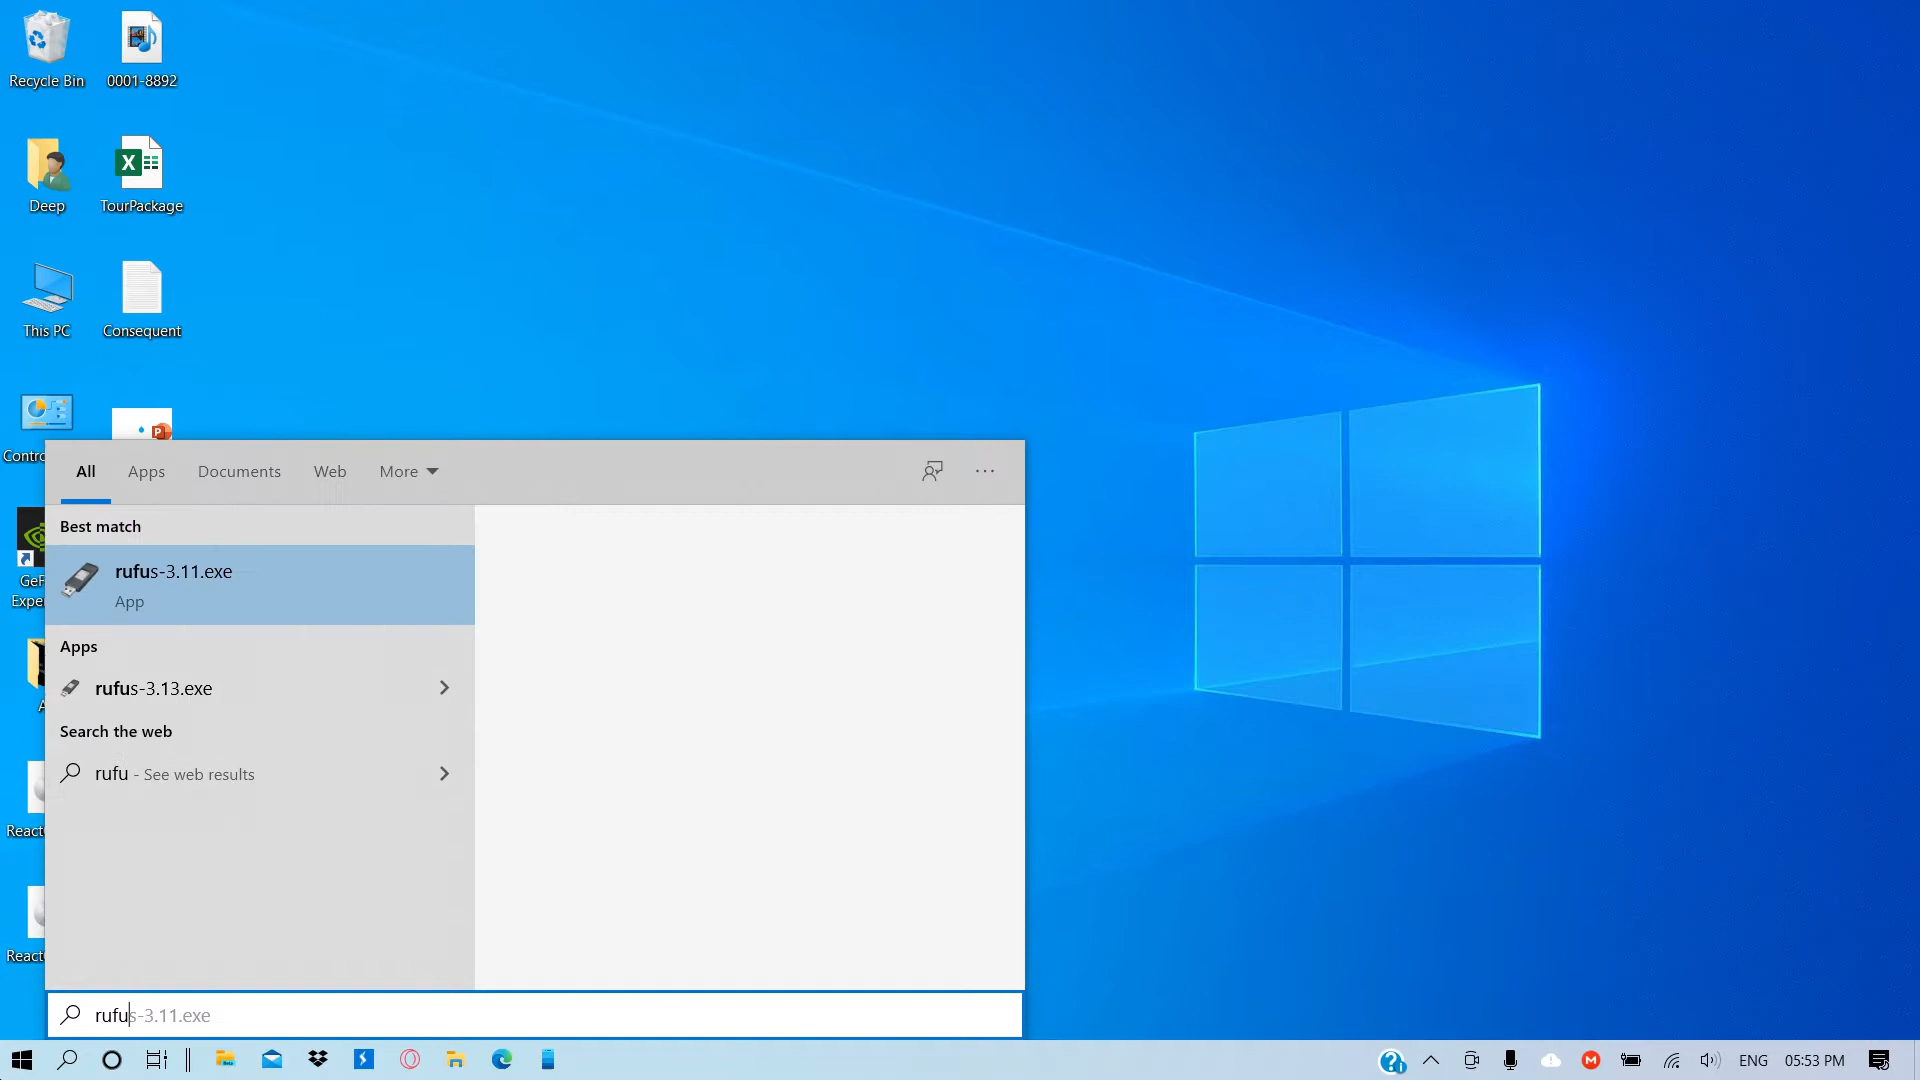 Recycle Bin
0001-8892
Deep
TourPackage
This PC
Consequent
P
Contro
GeF
Exper
A
React
React
All
Apps
Documents
Web
More
Best match
rufus-3.11.exe
App
Apps
rufus-3.13.exe
Search the web
rufu - See web results
rufus-3.11.exe
ENG
05:53 PM